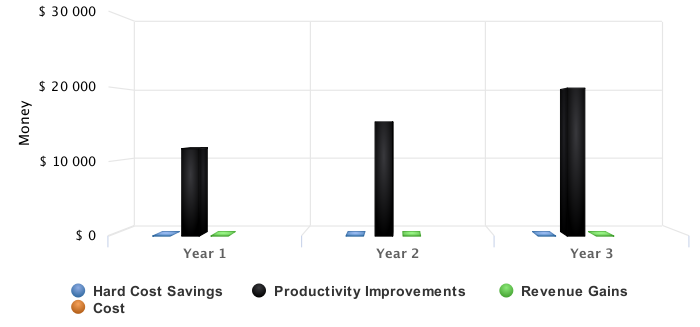 $ 30 000
$ 20 000
Money
$ 10 000
$ 0
Year 1 Year 2 Year 3
Hard Cost Savings Productivity Improvements Revenue Gains
Cost